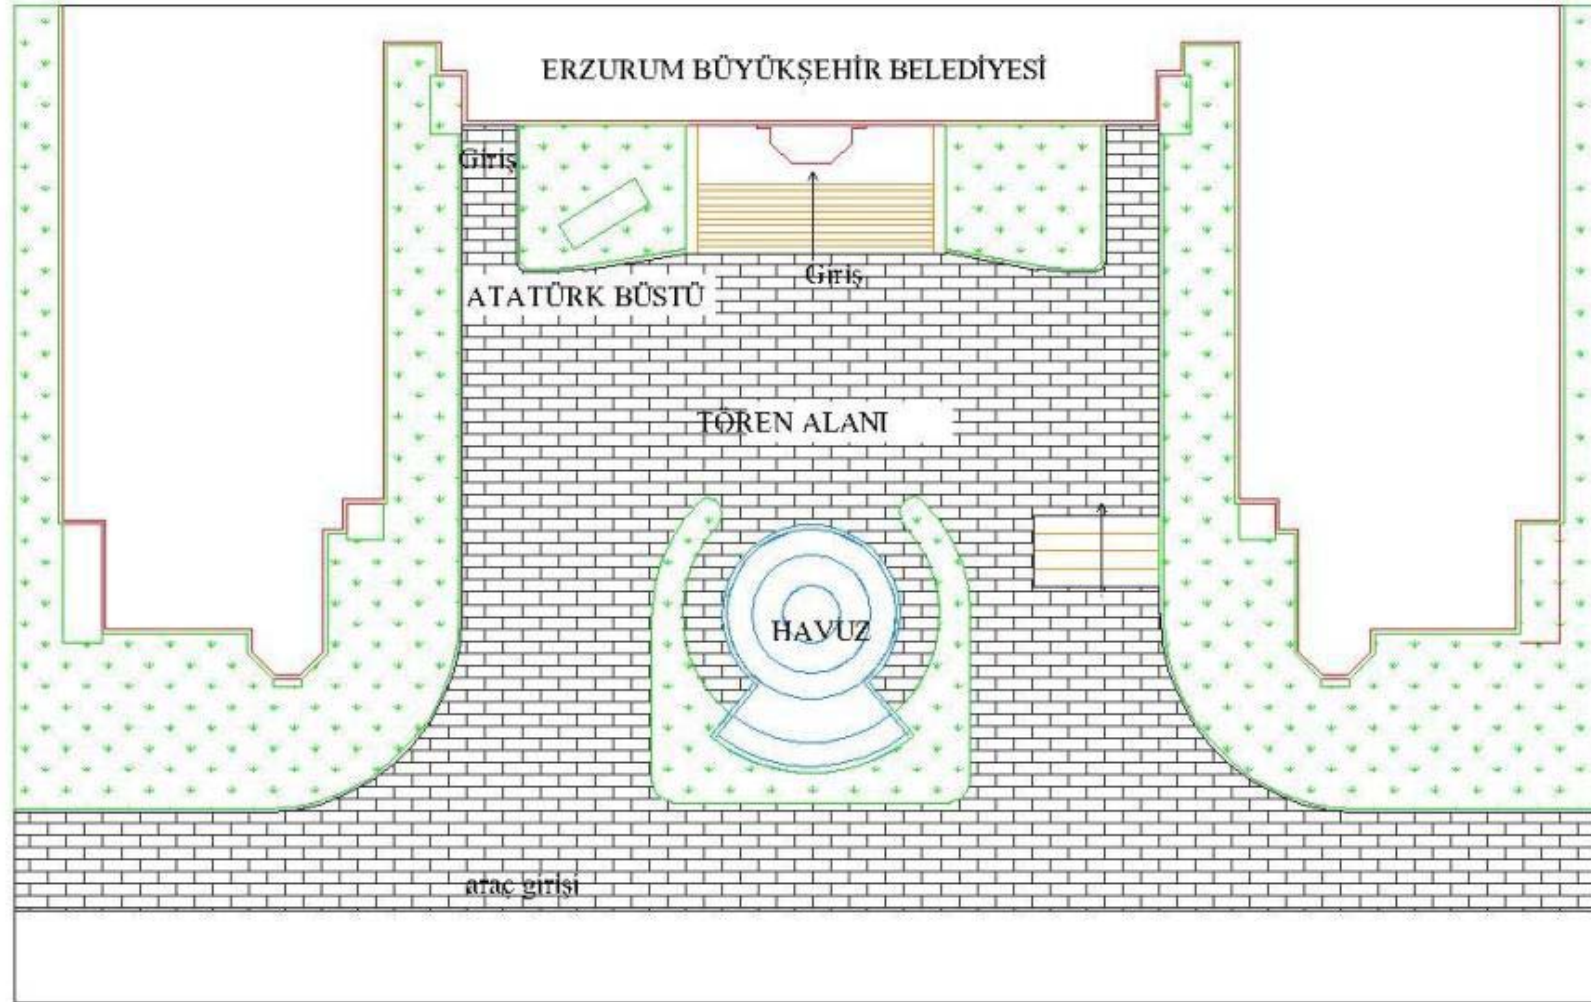 ERZURUM BÜYÜKŞEHİR BELEDİYESİ
Giriş
Giriş
ATATÜRK BÜSTÜ
TÖREN ALANI
HAVUZ
araç girişi